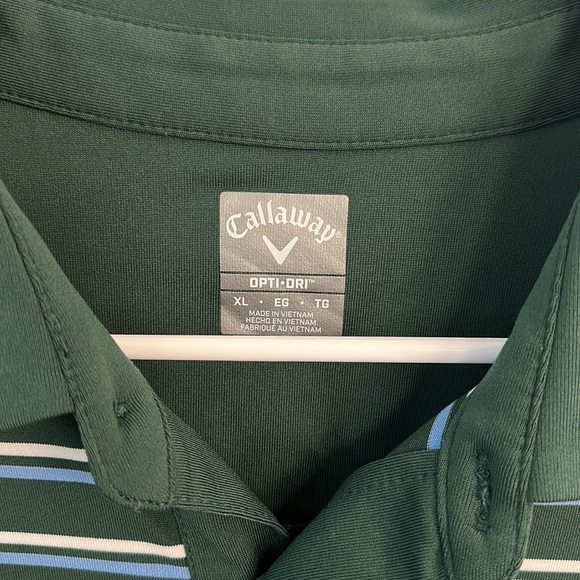 Callaway®
OPTI•DRI™
XL • EG • TG
MADE IN VIETNAM
HECHO EN VIETNAM
FABRIQUÉ AU VIETNAM